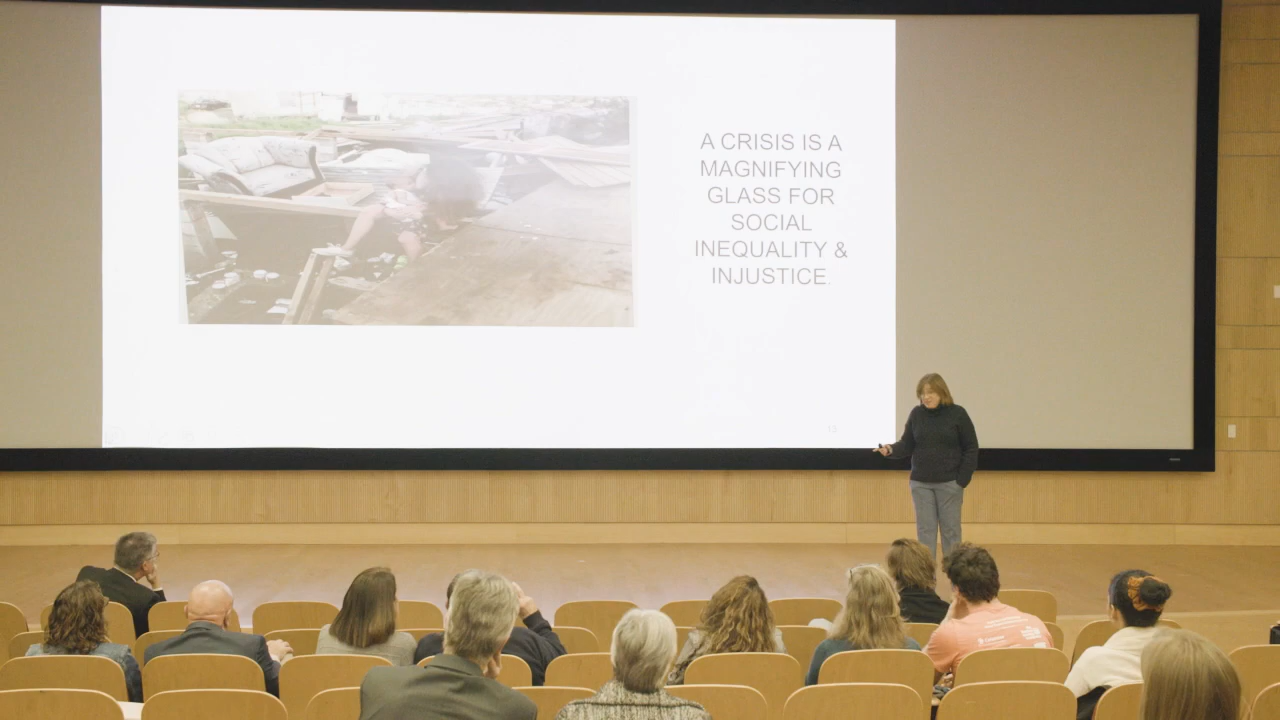 A CRISIS IS A
MAGNIFYING
GLASS FOR
SOCIAL
INEQUALITY &
INJUSTICE.